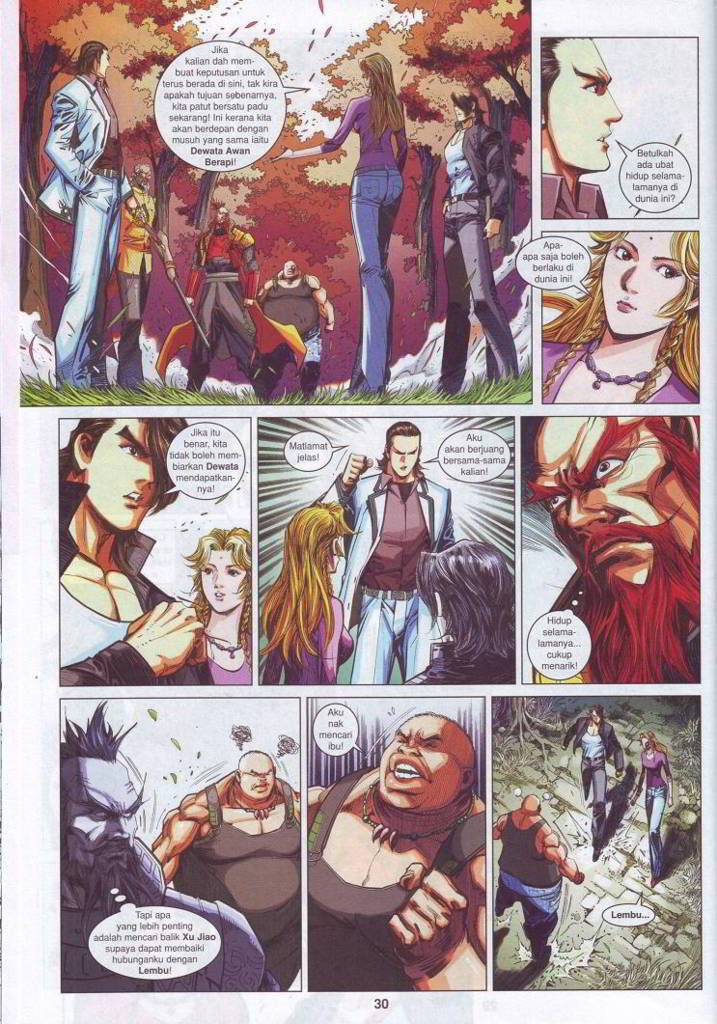 Jika
kalian dah mem-
buat keputusan untuk
terus berada di sini, tak kira
apakah tujuan sebenarnya,
kita patut bersatu padu
sekarang! Ini kerana kita
akan berdepan dengan
musuh yang sama iaitu
Dewata Awan
Berapi!
Betulkah
ada ubat
hidup selama-
lamanya di
dunia ini?
Apa-
apa saja boleh
berlaku di
dunia ini!
Jika itu
benar, kita
tidak boleh mem-
biarkan Dewata
mendapatkan-
nya!
Matlamat
jelas!
Aku
akan berjuang
bersama-sama
kalian!
Hidup
selama-
lamanya...
cukup
menarik!
Tapi apa
yang lebih penting
adalah mencari balik Xu Jiao
supaya dapat membaiki
hubunganku dengan
Lembu!
Aku
nak
mencari
ibu!
Lembu...
30